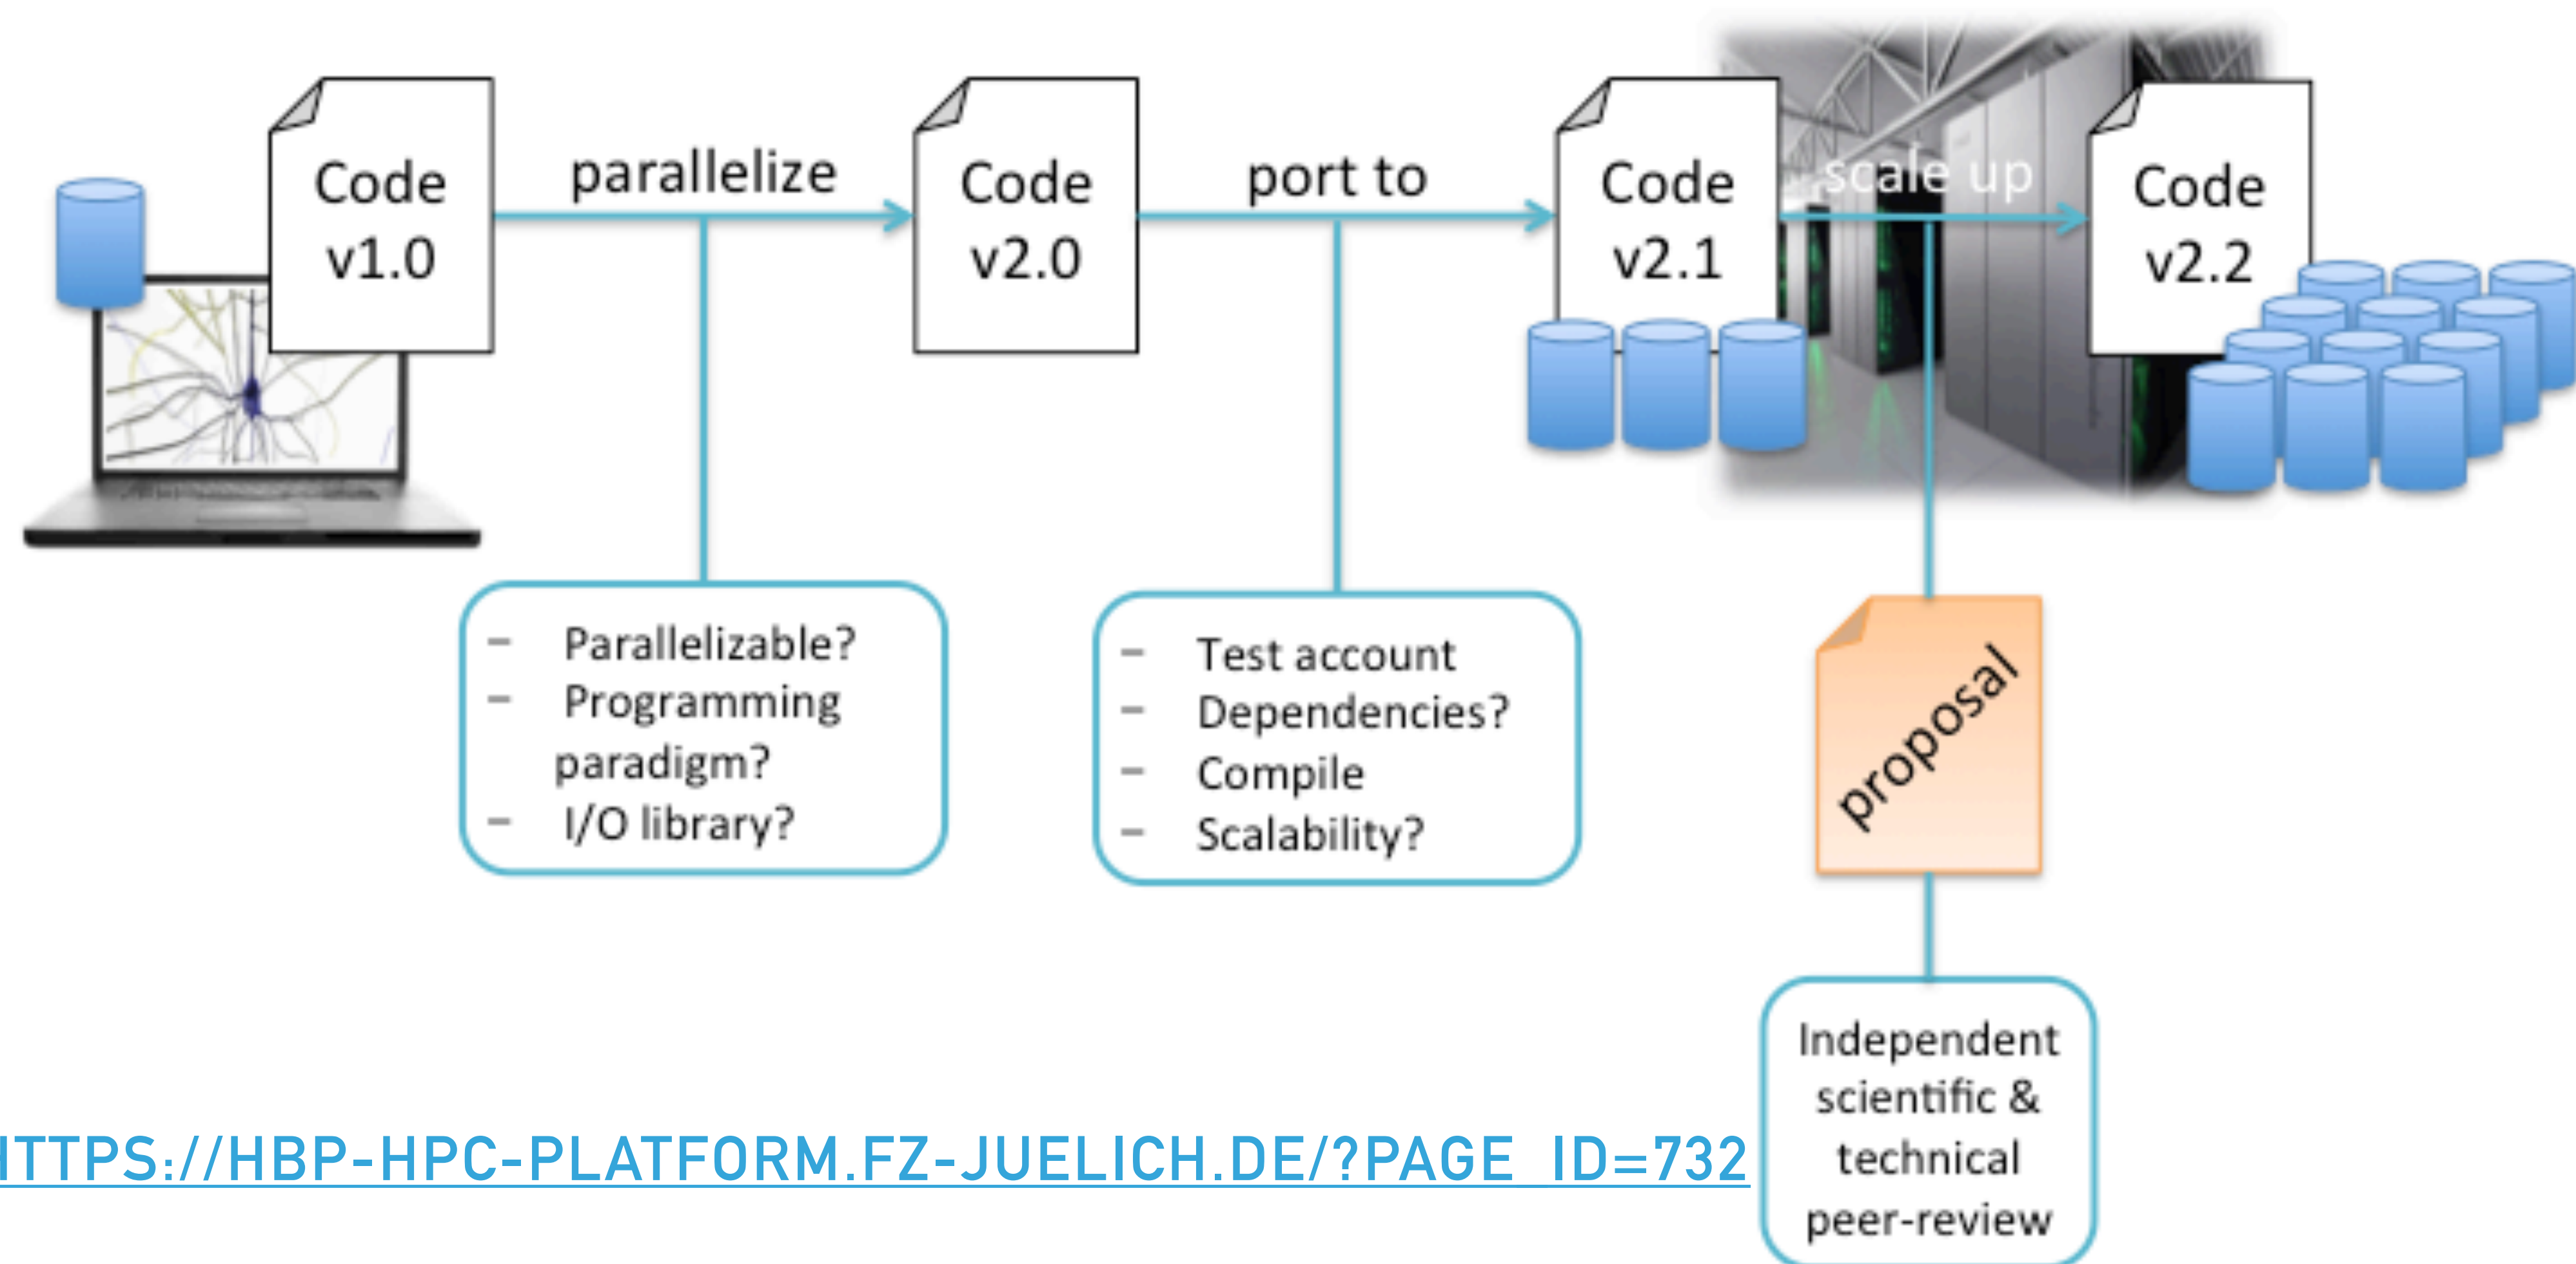 Code
v1.0
parallelize
Code
v2.0
port to
Code
v2.1
scale up
Code
v2.2
– Parallelizable?
– Programming
paradigm?
– I/O library?
– Test account
– Dependencies?
– Compile
– Scalability?
proposal
Independent
scientific &
technical
peer-review
HTTPS://HBP-HPC-PLATFORM.FZ-JUELICH.DE/?PAGE_ID=732